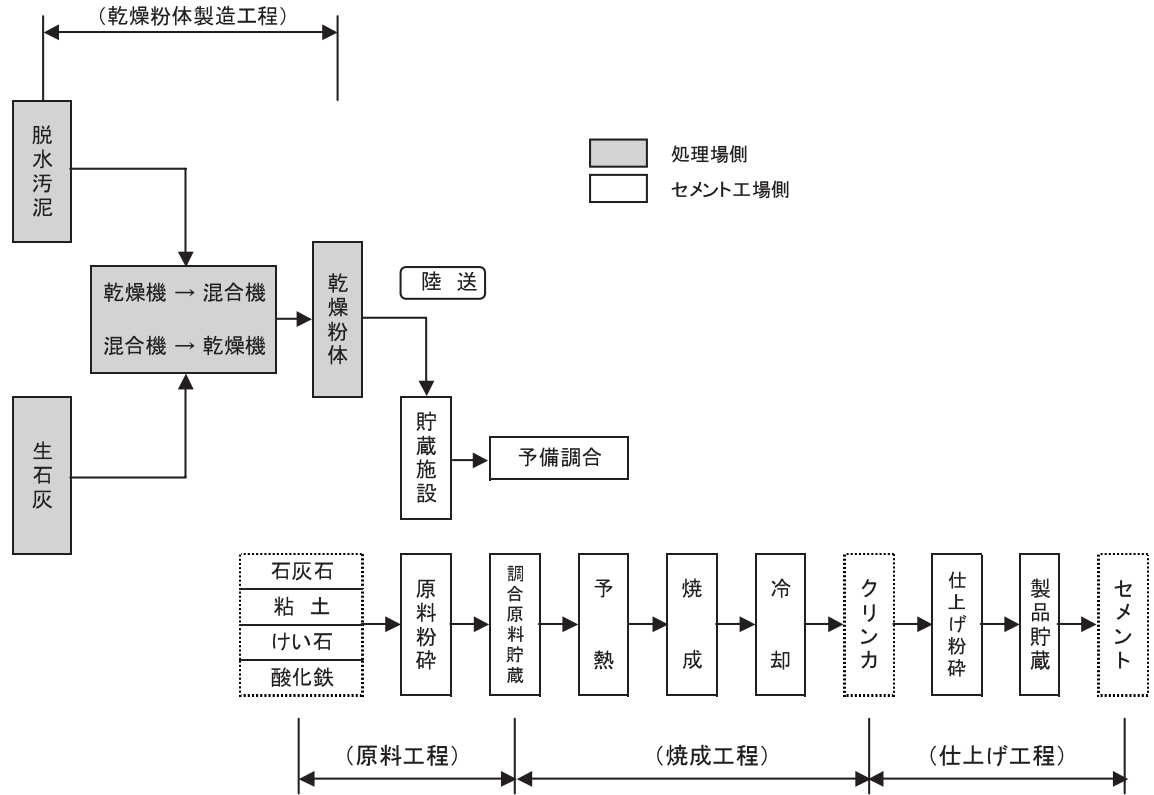 （乾燥粉体製造工程）
脱水汚泥
処理場側
セメント工場側
乾燥機 → 混合機
混合機 → 乾燥機
乾燥粉体
陸 送
生石灰
貯蔵施設
予備調合
石灰石
粘 土
けい石
酸化鉄
原料粉砕
調合原料貯蔵
予 熱
焼 成
冷 却
クリンカ
仕上げ粉砕
製品貯蔵
セメント
（原料工程）
（焼成工程）
（仕上げ工程）